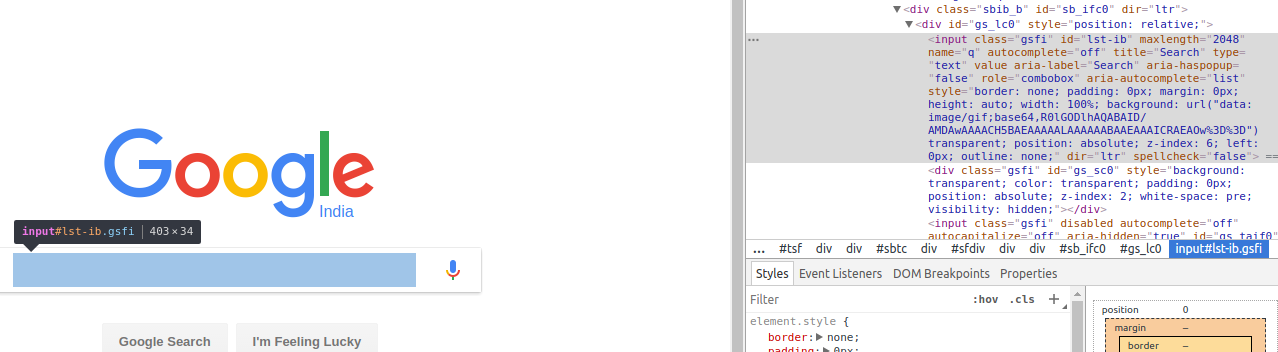 Google
India
input#lst-ib.gsfi | 403 × 34
Google Search
I'm Feeling Lucky
▼<div class="sbib_b" id="sb_ifc0" dir="ltr">
▼<div id="gs_lc0" style="position: relative;">
…
<input class="gsfi" id="lst-ib" maxlength="2048"
name="q" autocomplete="off" title="Search" type=
"text" value aria-label="Search" aria-haspopup=
"false" role="combobox" aria-autocomplete="list"
style="border: none; padding: 0px; margin: 0px;
height: auto; width: 100%; background: url("data:
image/gif;base64,R0lGODlhAQABAID/
AMDAwAAAACH5BAEAAAAALAAAAAABAAEAAAICRAEAOw%3D%3D")
transparent; position: absolute; z-index: 6; left:
0px; outline: none;" dir="ltr" spellcheck="false"> ==
<div class="gsfi" id="gs_sc0" style="background:
transparent; color: transparent; padding: 0px;
position: absolute; z-index: 2; white-space: pre;
visibility: hidden;"></div>
<input class="gsfi" disabled autocomplete="off"
autocapitalize="off" aria-hidden="true" id="gs_taif0"
... #tsf div div #sbtc div #sfdiv div div #sb_ifc0 #gs_lc0 input#lst-ib.gsfi
Styles Event Listeners DOM Breakpoints Properties
Filter :hov .cls +
element.style {
border:▶ none;
padding:▶ 0px;
position 0
margin –
border –